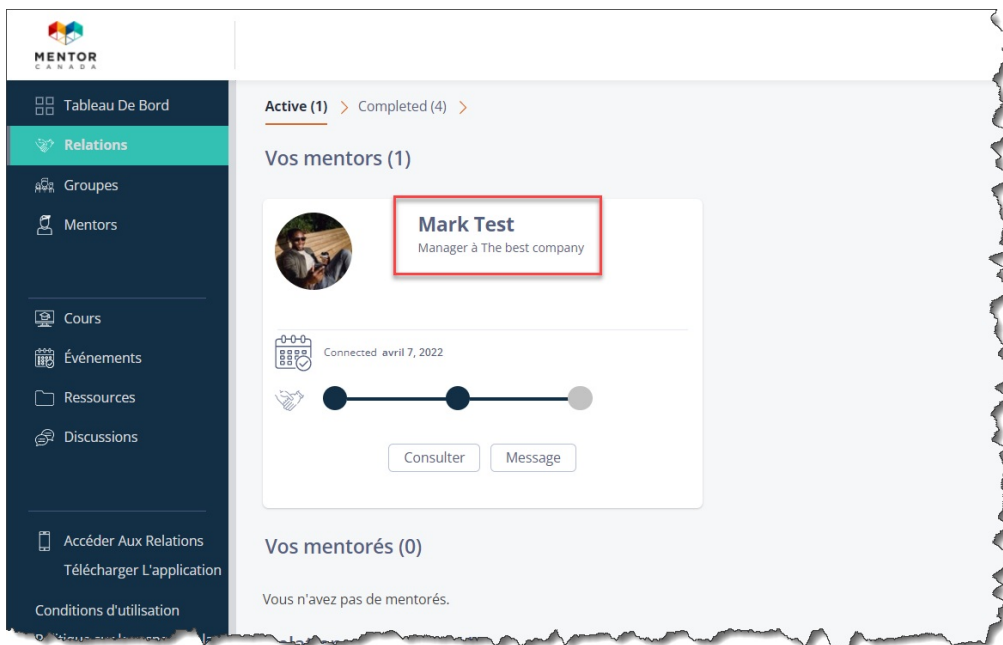 MENTOR
CANADA
Tableau De Bord
Relations
Groupes
Mentors
Cours
Événements
Ressources
Discussions
Accéder Aux Relations
Télécharger L'application
Conditions d'utilisation
Active (1) > Completed (4) >
Vos mentors (1)
Mark Test
Manager à The best company
Connected avril 7, 2022
Consulter Message
Vos mentorés (0)
Vous n'avez pas de mentorés.